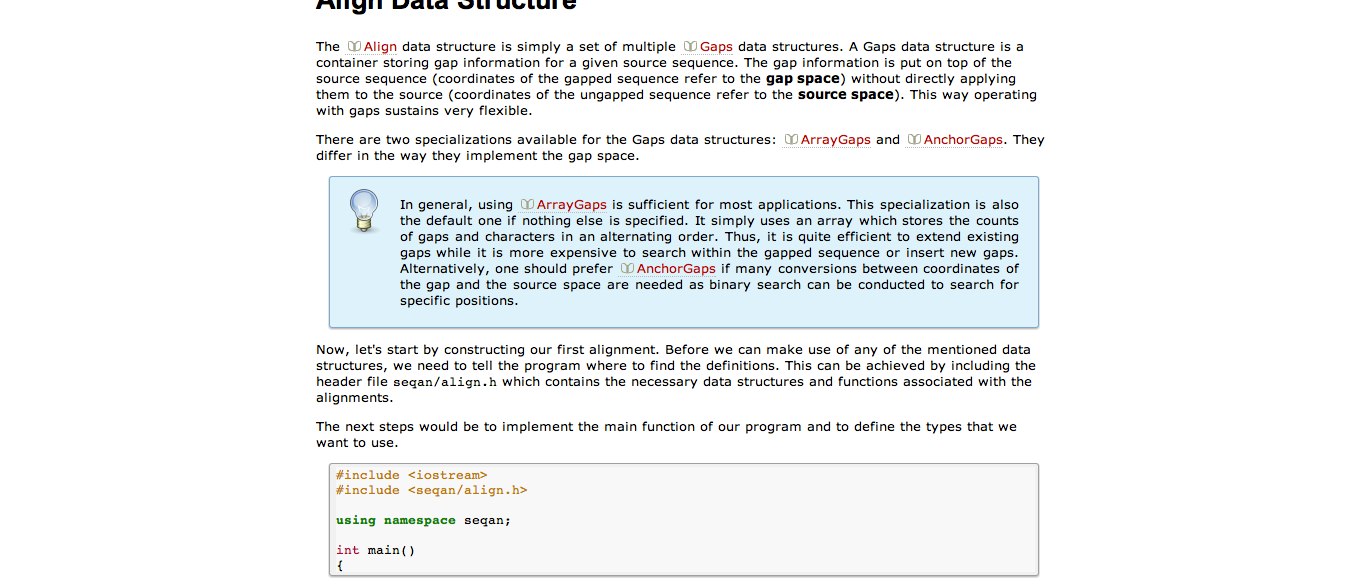 Align Data Structure
The Align data structure is simply a set of multiple Gaps data structures. A Gaps data structure is a
container storing gap information for a given source sequence. The gap information is put on top of the
source sequence (coordinates of the gapped sequence refer to the gap space) without directly applying
them to the source (coordinates of the ungapped sequence refer to the source space). This way operating
with gaps sustains very flexible.
There are two specializations available for the Gaps data structures: ArrayGaps and AnchorGaps. They
differ in the way they implement the gap space.
In general, using ArrayGaps is sufficient for most applications. This specialization is also
the default one if nothing else is specified. It simply uses an array which stores the counts
of gaps and characters in an alternating order. Thus, it is quite efficient to extend existing
gaps while it is more expensive to search within the gapped sequence or insert new gaps.
Alternatively, one should prefer AnchorGaps if many conversions between coordinates of
the gap and the source space are needed as binary search can be conducted to search for
specific positions.
Now, let's start by constructing our first alignment. Before we can make use of any of the mentioned data
structures, we need to tell the program where to find the definitions. This can be achieved by including the
header file seqan/align.h which contains the necessary data structures and functions associated with the
alignments.
The next steps would be to implement the main function of our program and to define the types that we
want to use.
#include <iostream>
#include <seqan/align.h>
using namespace seqan;
int main()
{